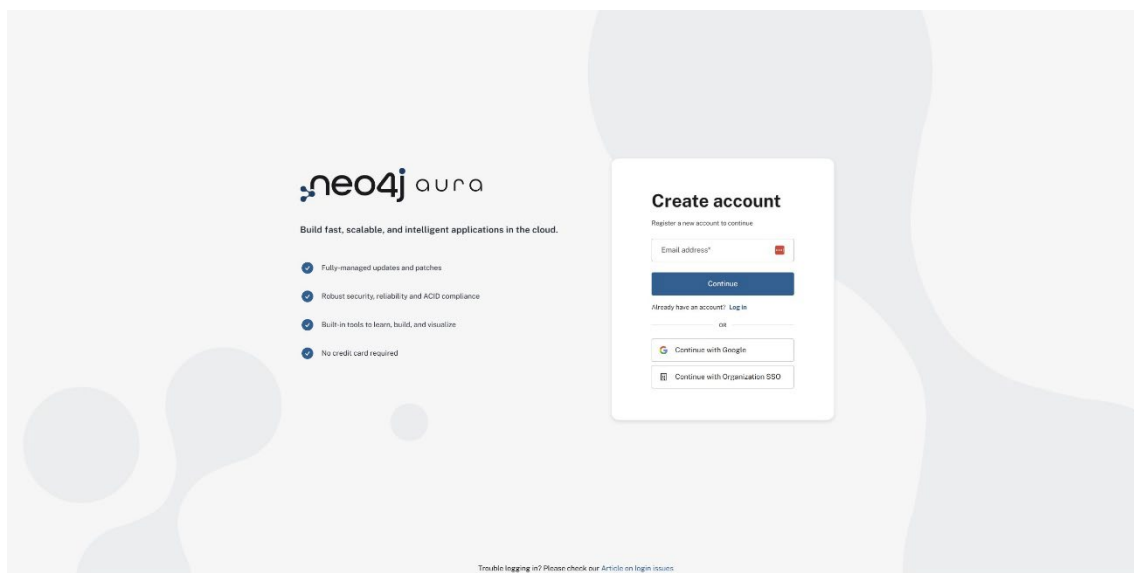 neo4j aura
Build fast, scalable, and intelligent applications in the cloud.
Fully-managed updates and patches
Robust security, reliability and ACID compliance
Built-in tools to learn, build, and visualize
No credit card required
Create account
Register a new account to continue
Email address*
Continue
Already have an account? Log in
OR
Continue with Google
Continue with Organization SSO
Trouble logging in? Please check our Article on login issues